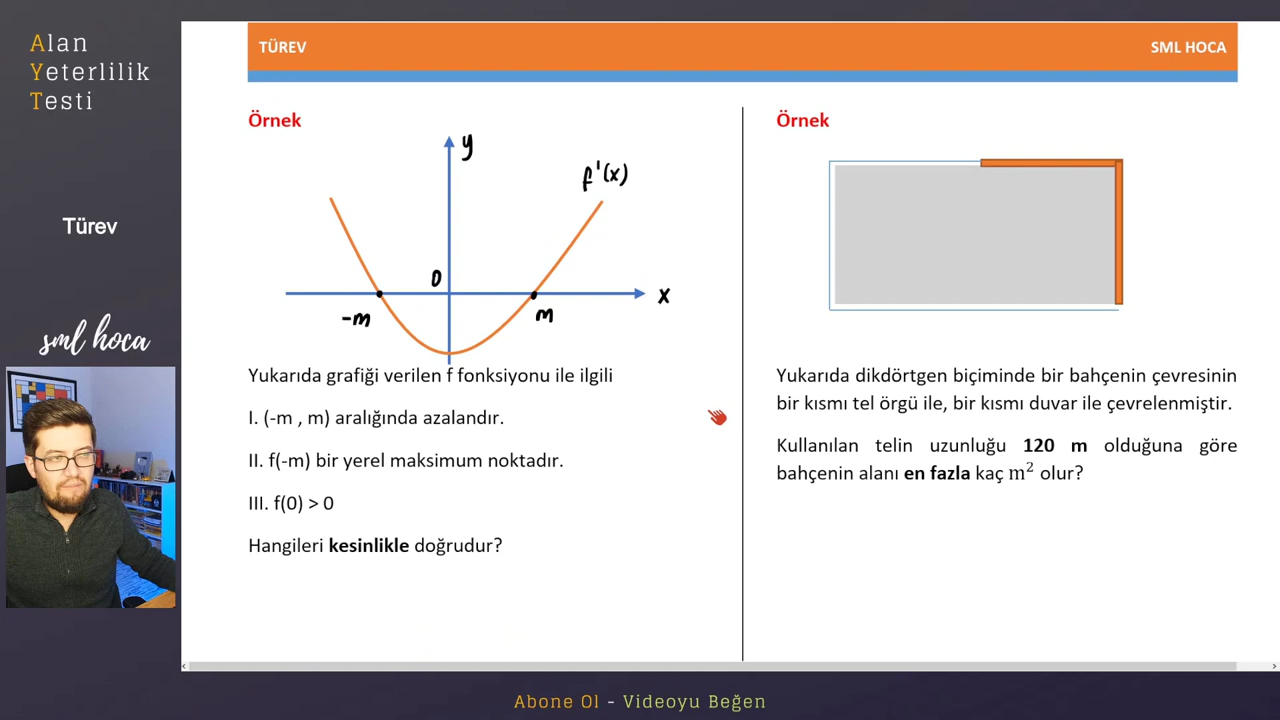 Alan
Yeterlilik
Testi
Türev
sml hoca
TÜREV
SML HOCA
Örnek
y
f'(x)
0
x
-m
m
Yukarıda grafiği verilen f fonksiyonu ile ilgili
I. (-m , m) aralığında azalandır.
II. f(-m) bir yerel maksimum noktadır.
III. f(0) > 0
Hangileri kesinlikle doğrudur?
Örnek
Yukarıda dikdörtgen biçiminde bir bahçenin çevresinin
bir kısmı tel örgü ile, bir kısmı duvar ile çevrelenmiştir.
Kullanılan telin uzunluğu 120 m olduğuna göre
bahçenin alanı en fazla kaç m² olur?
Abone Ol - Videoyu Beğen